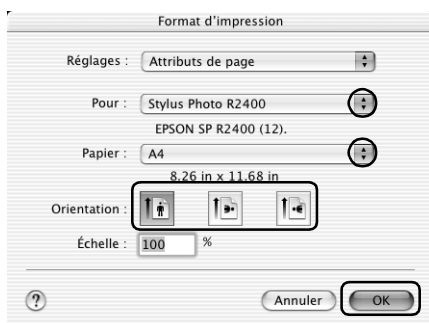 Format d'impression
Réglages : Attributs de page
Pour : Stylus Photo R2400
EPSON SP R2400 (12).
Papier : A4
8.26 in x 11.68 in
Orientation :
Échelle : 100 %
? Annuler OK